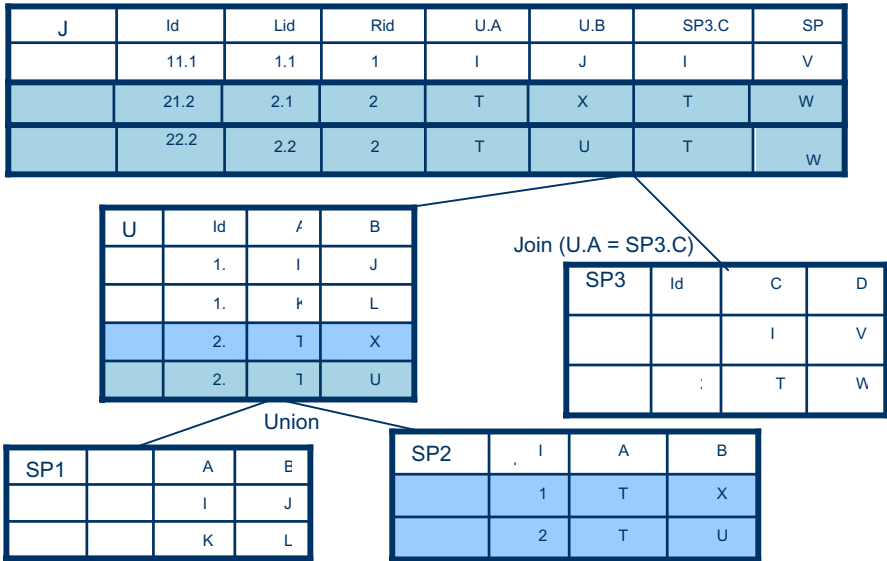 J Id Lid Rid U.A U.B SP3.C SP
11.1 1.1 1 I J I V
21.2 2.1 2 T X T W
22.2 2.2 2 T U T W
U Id A B
1. I J
1. K L
2. T X
2. T U
Join (U.A = SP3.C)
SP3 Id C D
I V
T W
Union
SP1 A B
I J
K L
SP2 I A B
1 T X
2 T U